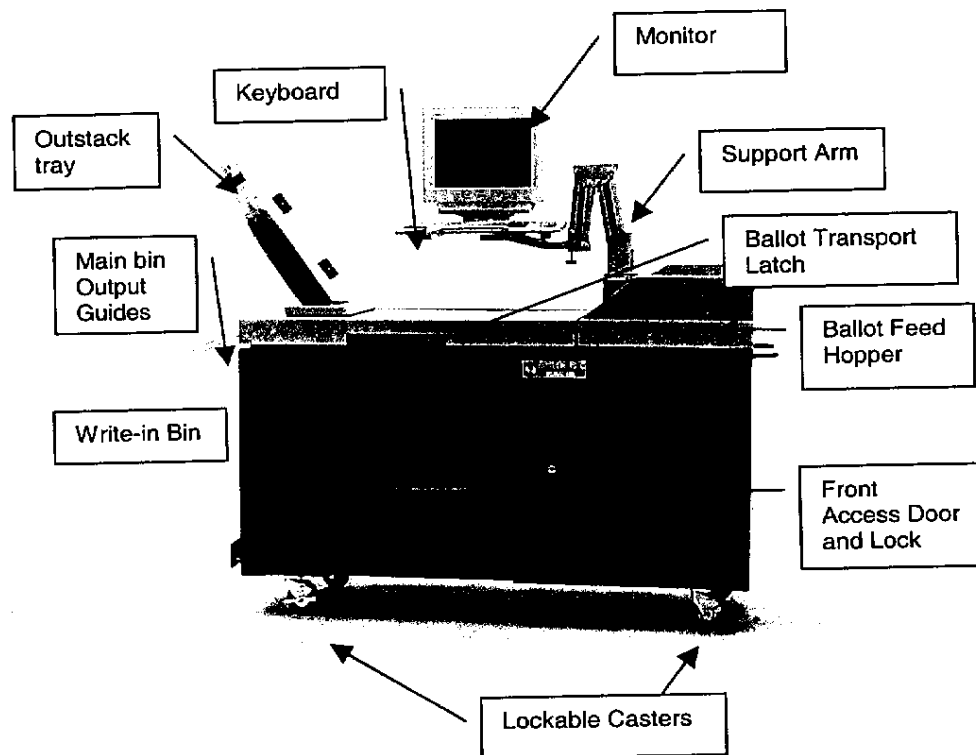 Monitor
Keyboard
Outstack
tray
Support Arm
Ballot Transport
Latch
Main bin
Output
Guides
Ballot Feed
Hopper
Write-in Bin
Front
Access Door
and Lock
Lockable Casters